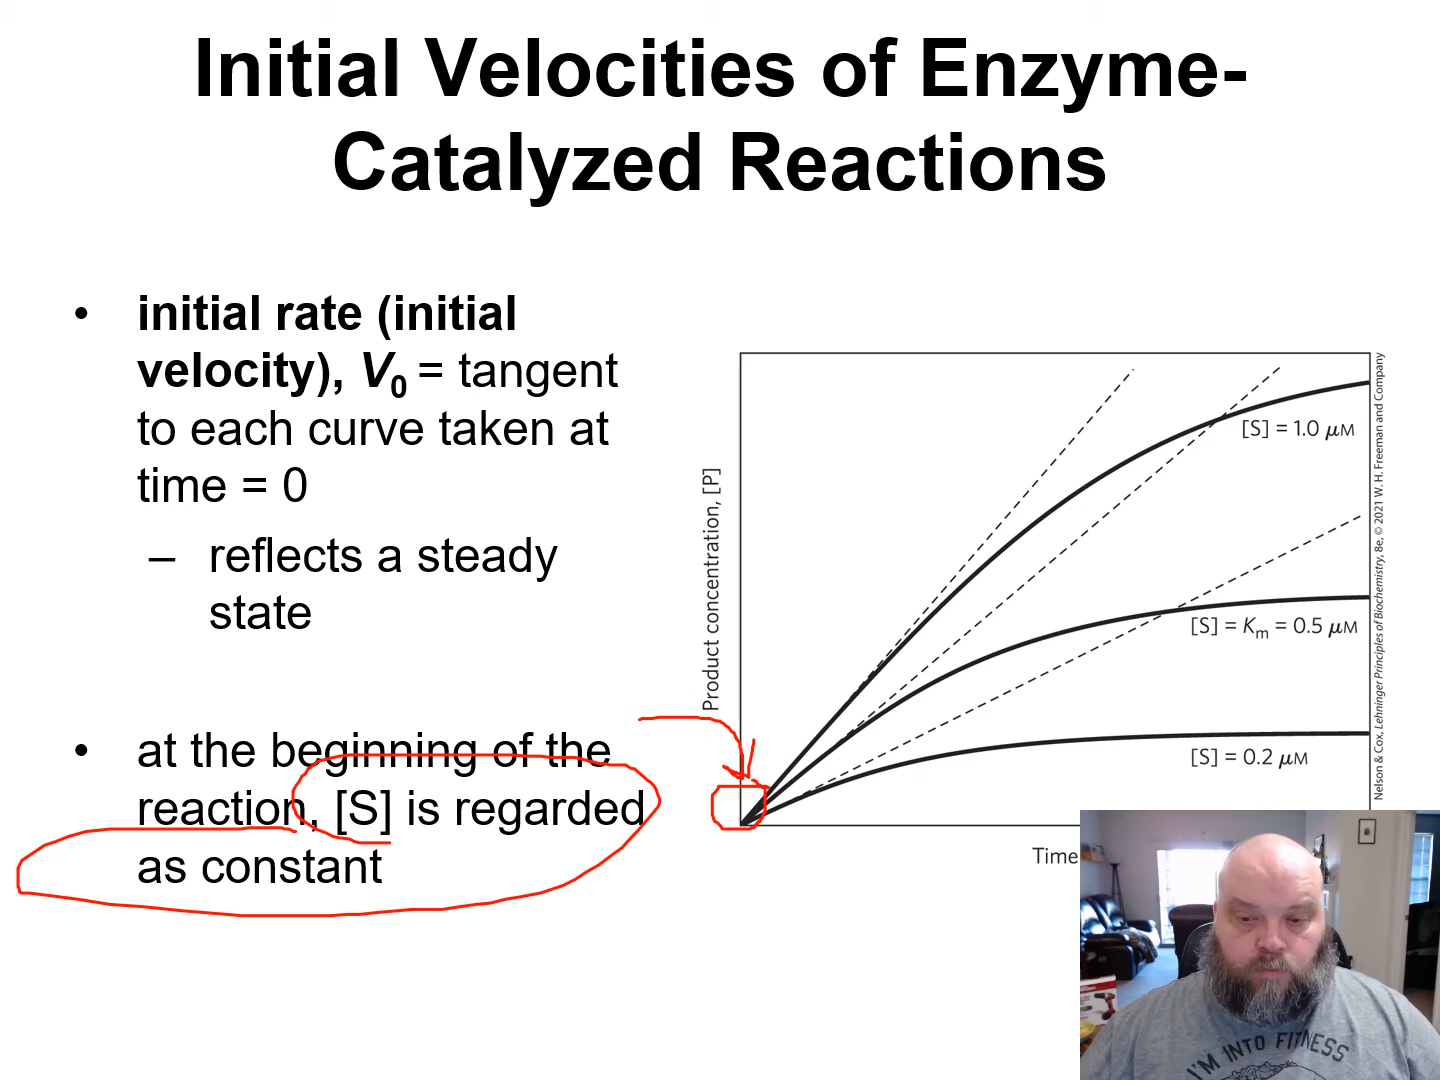 Initial Velocities of Enzyme-
Catalyzed Reactions
• initial rate (initial
velocity), V0 = tangent
to each curve taken at
time = 0
– reflects a steady
state
• at the beginning of the
reaction, [S] is regarded
as constant
Product concentration, [P]
[S] = 1.0 μM
[S] = Km = 0.5 μM
[S] = 0.2 μM
Time
Nelson & Cox, Lehninger Principles of Biochemistry, 8e, © 2021 W. H. Freeman and Company
I'M INTO FITNESS